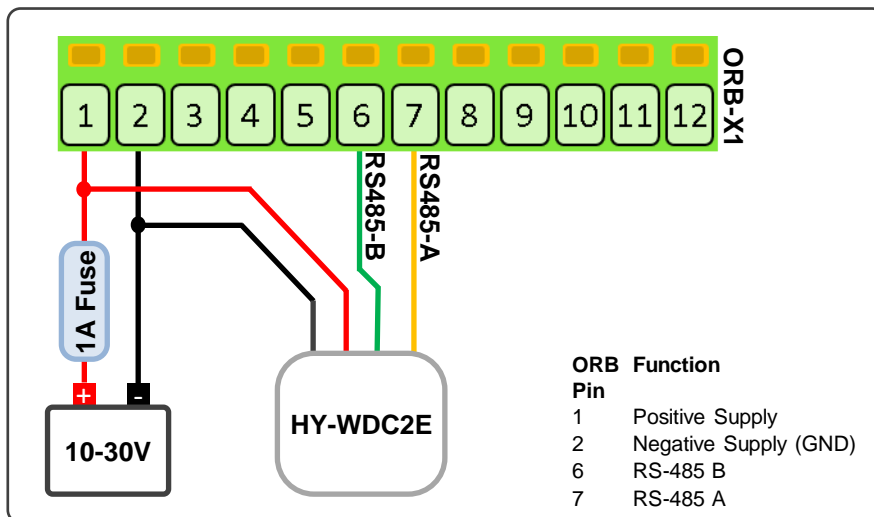 1 2 3 4 5 6 7 8 9 10 11 12
ORB-X1
RS485-B
RS485-A
1A Fuse
+ -
10-30V
HY-WDC2E
ORB Function
Pin
1 Positive Supply
2 Negative Supply (GND)
6 RS-485 B
7 RS-485 A